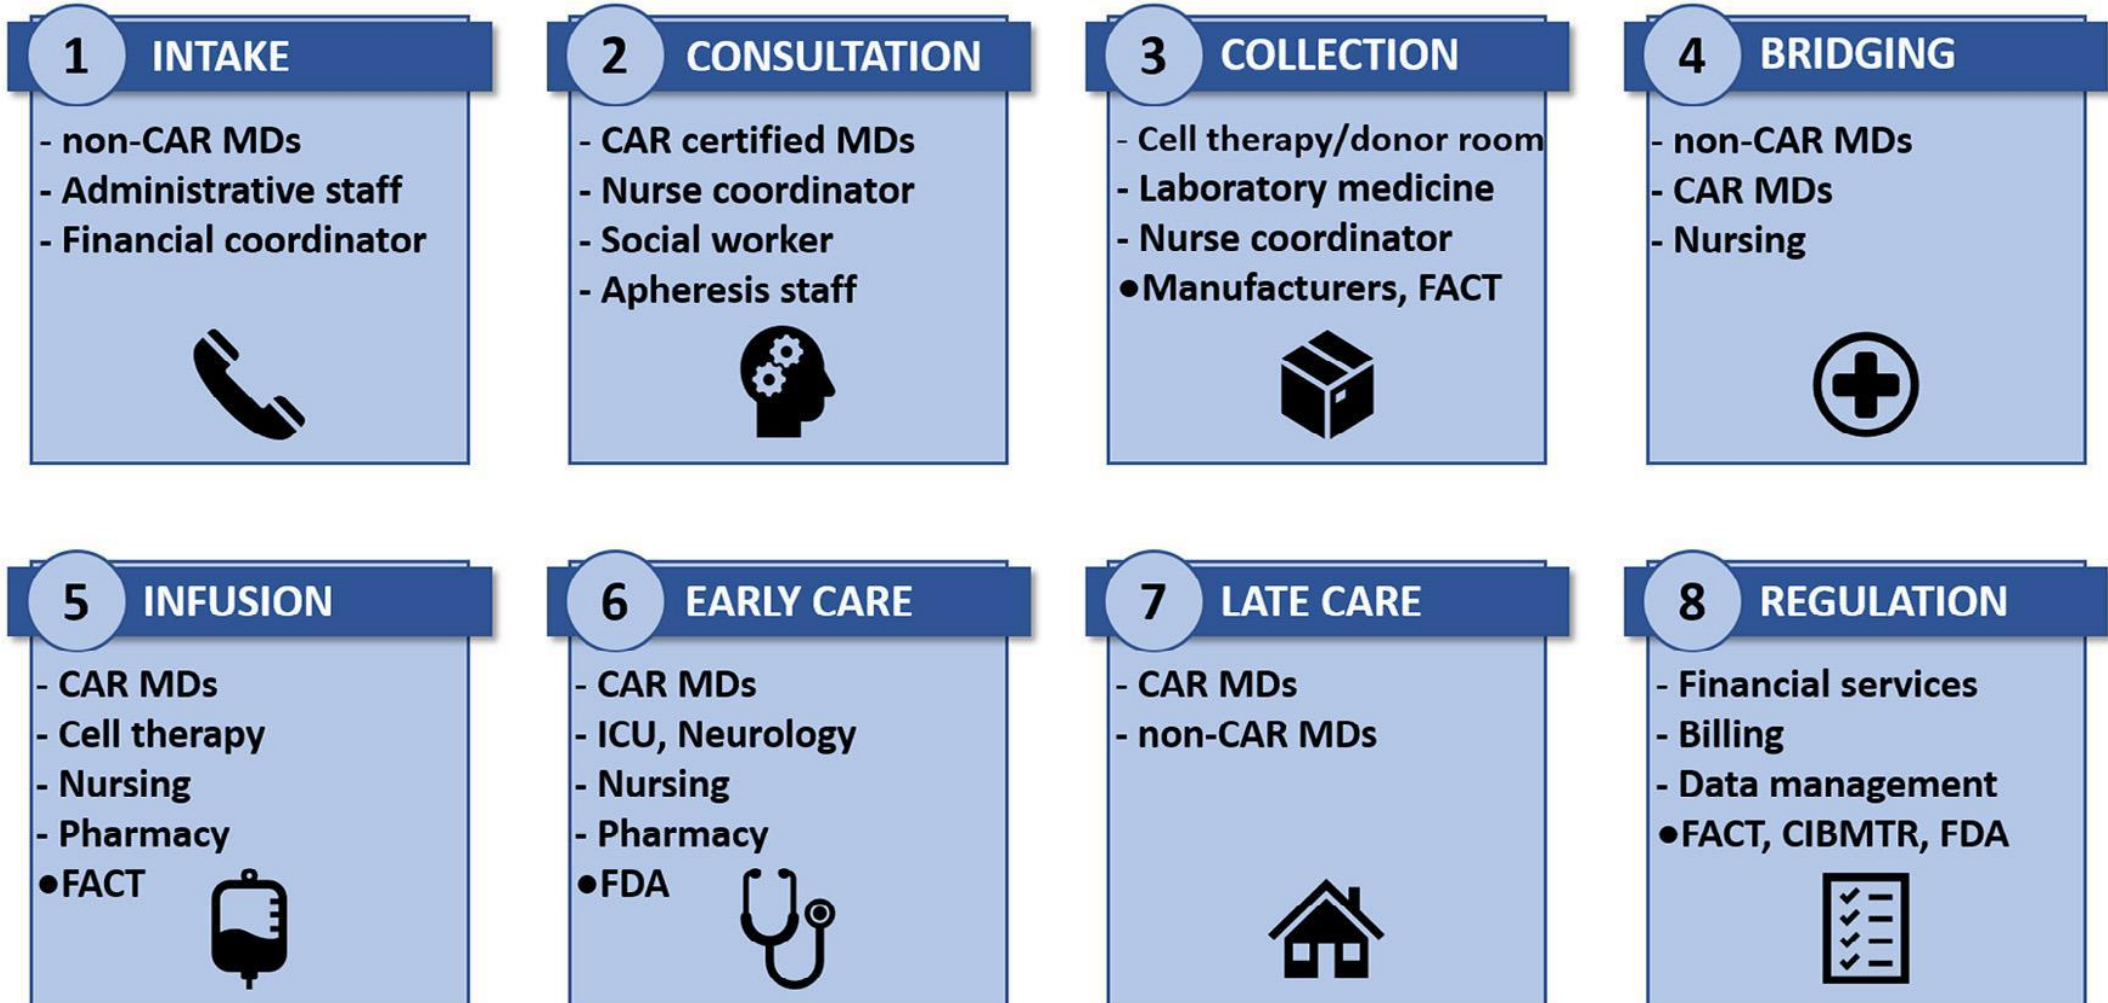 1 INTAKE
- non-CAR MDs
- Administrative staff
- Financial coordinator
2 CONSULTATION
- CAR certified MDs
- Nurse coordinator
- Social worker
- Apheresis staff
3 COLLECTION
- Cell therapy/donor room
- Laboratory medicine
- Nurse coordinator
●Manufacturers, FACT
4 BRIDGING
- non-CAR MDs
- CAR MDs
- Nursing
5 INFUSION
- CAR MDs
- Cell therapy
- Nursing
- Pharmacy
●FACT
6 EARLY CARE
- CAR MDs
- ICU, Neurology
- Nursing
- Pharmacy
●FDA
7 LATE CARE
- CAR MDs
- non-CAR MDs
8 REGULATION
- Financial services
- Billing
- Data management
●FACT, CIBMTR, FDA